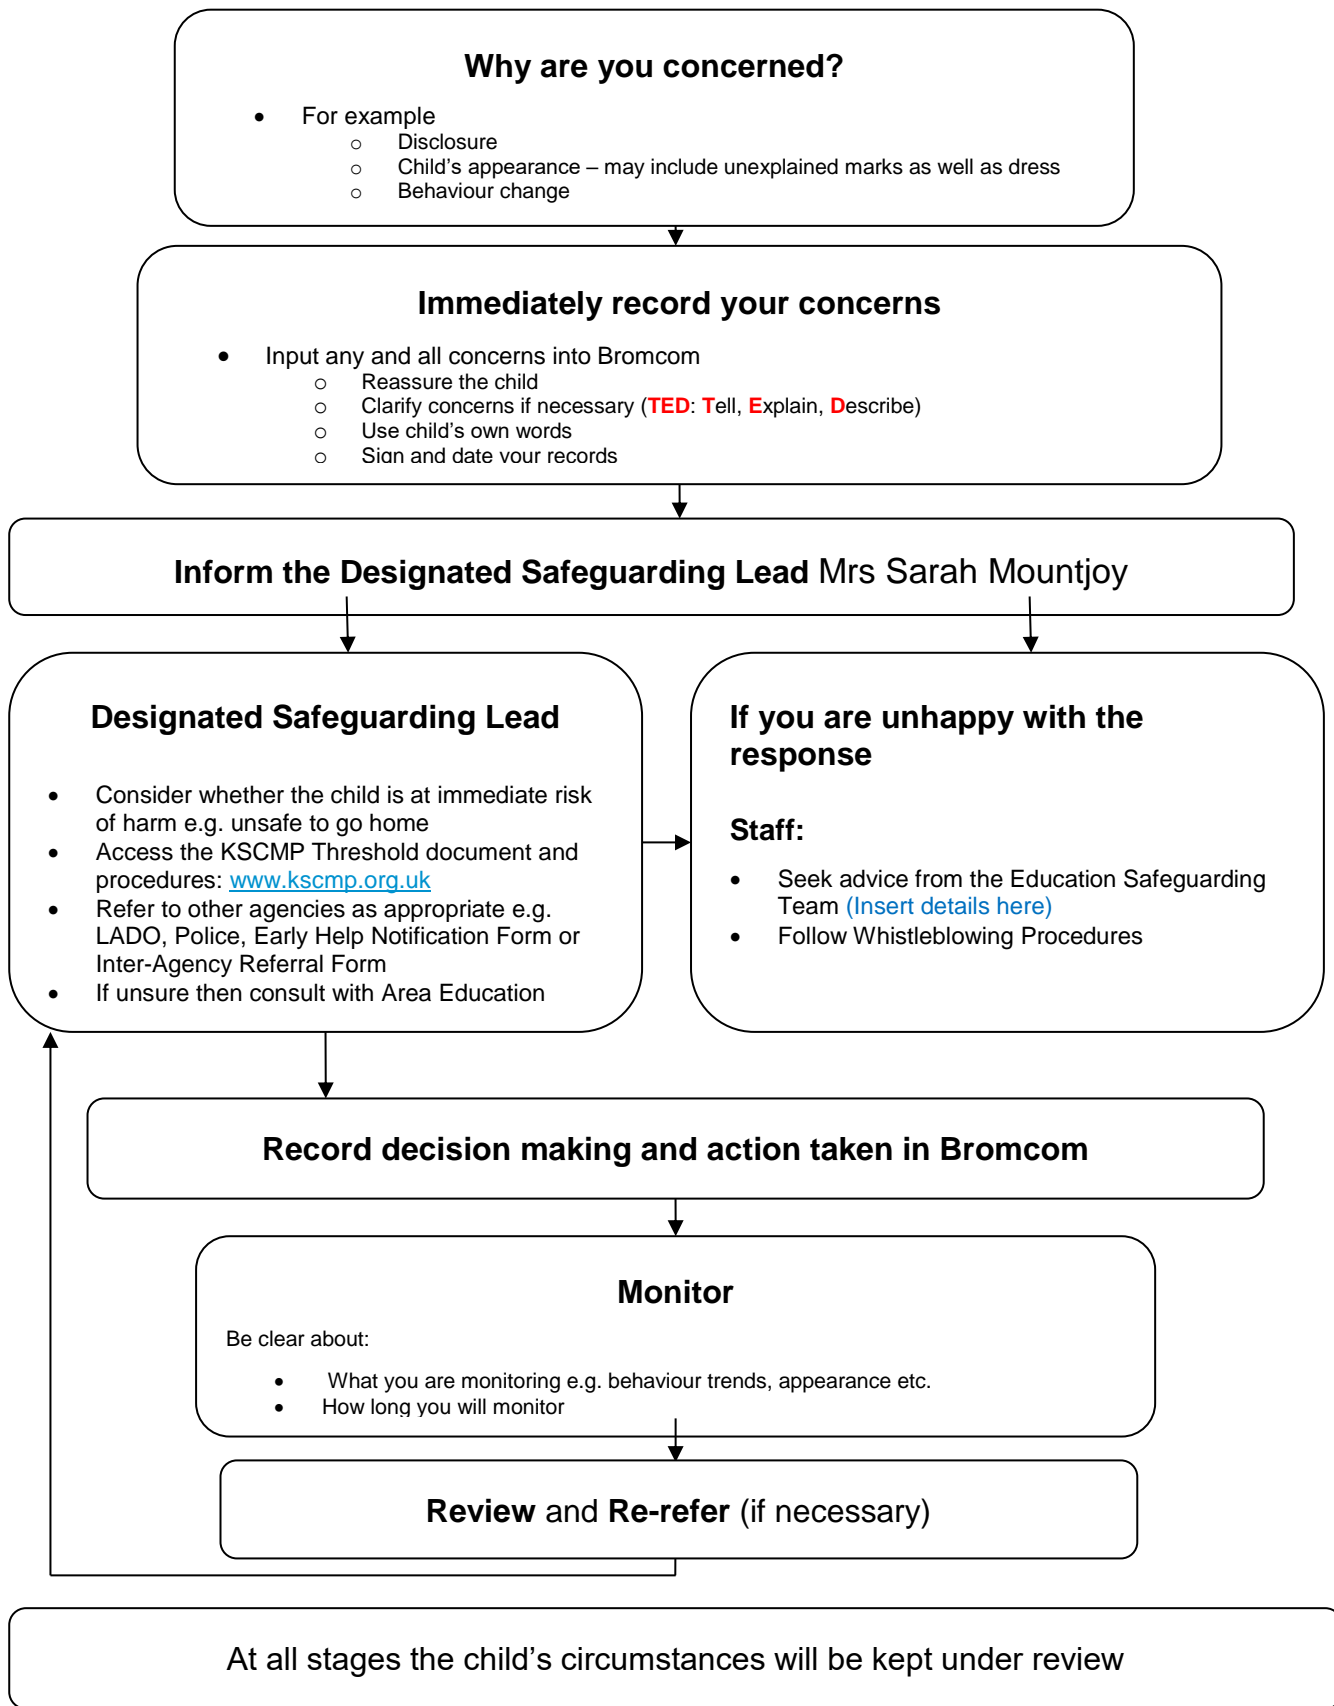 Why are you concerned?
• For example
o Disclosure
o Child's appearance – may include unexplained marks as well as dress
o Behaviour change
Immediately record your concerns
• Input any and all concerns into Bromcom
o Reassure the child
o Clarify concerns if necessary (TED: Tell, Explain, Describe)
o Use child's own words
o Sign and date your records
Inform the Designated Safeguarding Lead Mrs Sarah Mountjoy
Designated Safeguarding Lead
• Consider whether the child is at immediate risk
of harm e.g. unsafe to go home
• Access the KSCMP Threshold document and
procedures: www.kscmp.org.uk
• Refer to other agencies as appropriate e.g.
LADO, Police, Early Help Notification Form or
Inter-Agency Referral Form
• If unsure then consult with Area Education
If you are unhappy with the
response
Staff:
• Seek advice from the Education Safeguarding
Team (Insert details here)
• Follow Whistleblowing Procedures
Record decision making and action taken in Bromcom
Monitor
Be clear about:
• What you are monitoring e.g. behaviour trends, appearance etc.
• How long you will monitor
Review and Re-refer (if necessary)
At all stages the child's circumstances will be kept under review